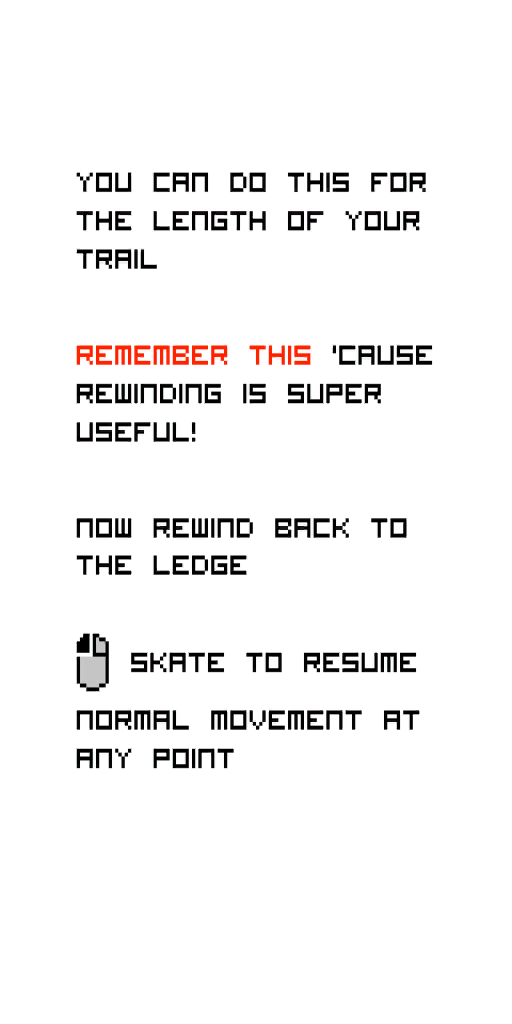 YOU CAN DO THIS FOR
THE LENGTH OF YOUR
TRAIL
REMEMBER THIS 'CAUSE
REWINDING IS SUPER
USEFUL!
NOW REWIND BACK TO
THE LEDGE
SKATE TO RESUME
NORMAL MOVEMENT AT
ANY POINT